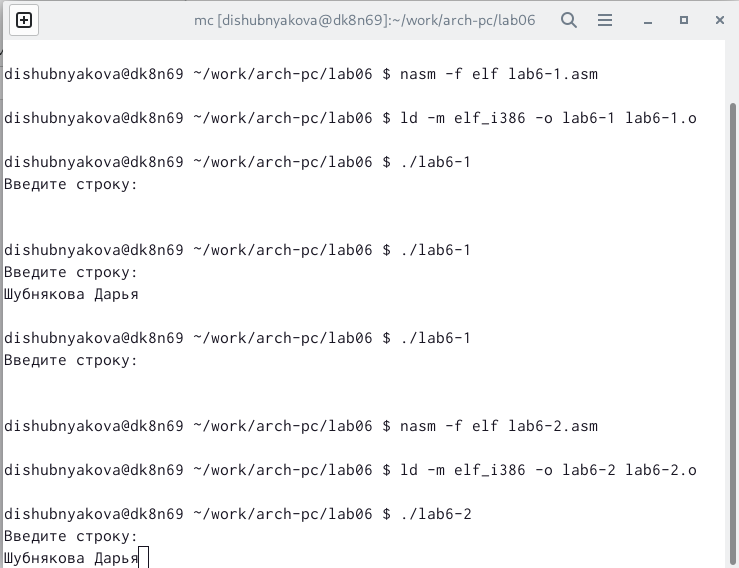 mc [dishubnyakova@dk8n69]:~/work/arch-pc/lab06
dishubnyakova@dk8n69 ~/work/arch-pc/lab06 $ nasm -f elf lab6-1.asm
dishubnyakova@dk8n69 ~/work/arch-pc/lab06 $ ld -m elf_i386 -o lab6-1 lab6-1.o
dishubnyakova@dk8n69 ~/work/arch-pc/lab06 $ ./lab6-1
Введите строку:
dishubnyakova@dk8n69 ~/work/arch-pc/lab06 $ ./lab6-1
Введите строку:
Шубнякова Дарья
dishubnyakova@dk8n69 ~/work/arch-pc/lab06 $ ./lab6-1
Введите строку:
dishubnyakova@dk8n69 ~/work/arch-pc/lab06 $ nasm -f elf lab6-2.asm
dishubnyakova@dk8n69 ~/work/arch-pc/lab06 $ ld -m elf_i386 -o lab6-2 lab6-2.o
dishubnyakova@dk8n69 ~/work/arch-pc/lab06 $ ./lab6-2
Введите строку:
Шубнякова Дарья